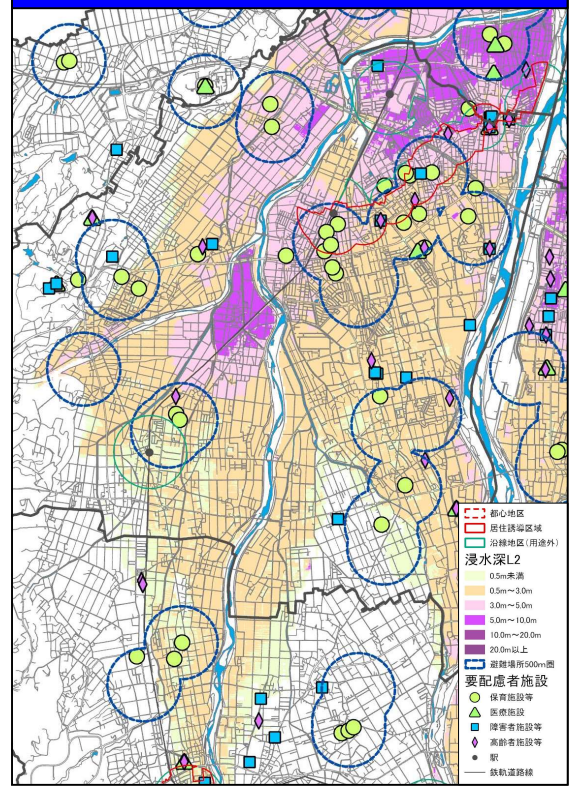 都心地区
居住誘導区域
沿線地区(用途外)
浸水深L2
0.5m未満
0.5m～3.0m
3.0m～5.0m
5.0m～10.0m
10.0m～20.0m
20.0m以上
避難場所500m圏
要配慮者施設
保育施設等
医療施設
障害者施設等
高齢者施設等
駅
鉄軌道路線